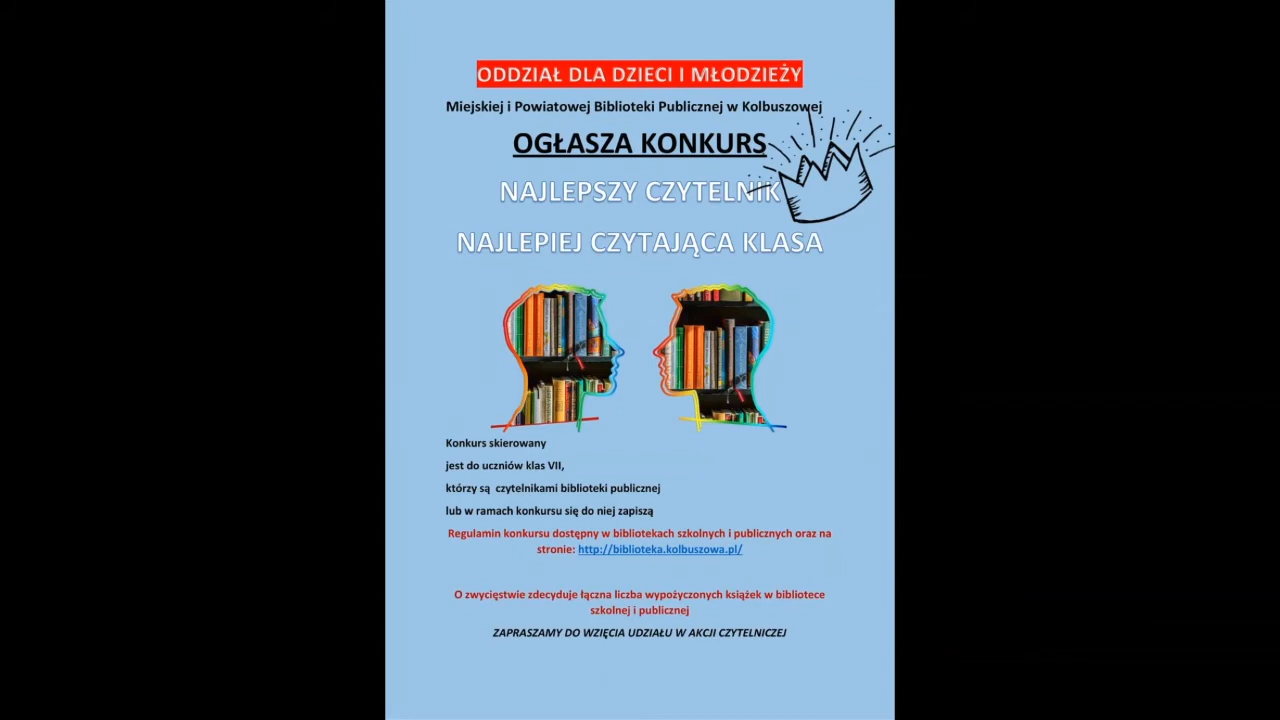 ODDZIAŁ DLA DZIECI I MŁODZIEŻY
Miejskiej i Powiatowej Biblioteki Publicznej w Kolbuszowej
OGŁASZA KONKURS
NAJLEPSZY CZYTELNIK
NAJLEPIEJ CZYTAJĄCA KLASA
Konkurs skierowany
jest do uczniów klas VII,
którzy są czytelnikami biblioteki publicznej
lub w ramach konkursu się do niej zapiszą
Regulamin konkursu dostępny w bibliotekach szkolnych i publicznych oraz na
stronie: http://biblioteka.kolbuszowa.pl/
O zwycięstwie zdecyduje łączna liczba wypożyczonych książek w bibliotece
szkolnej i publicznej
ZAPRASZAMY DO WZIĘCIA UDZIAŁU W AKCJI CZYTELNICZEJ